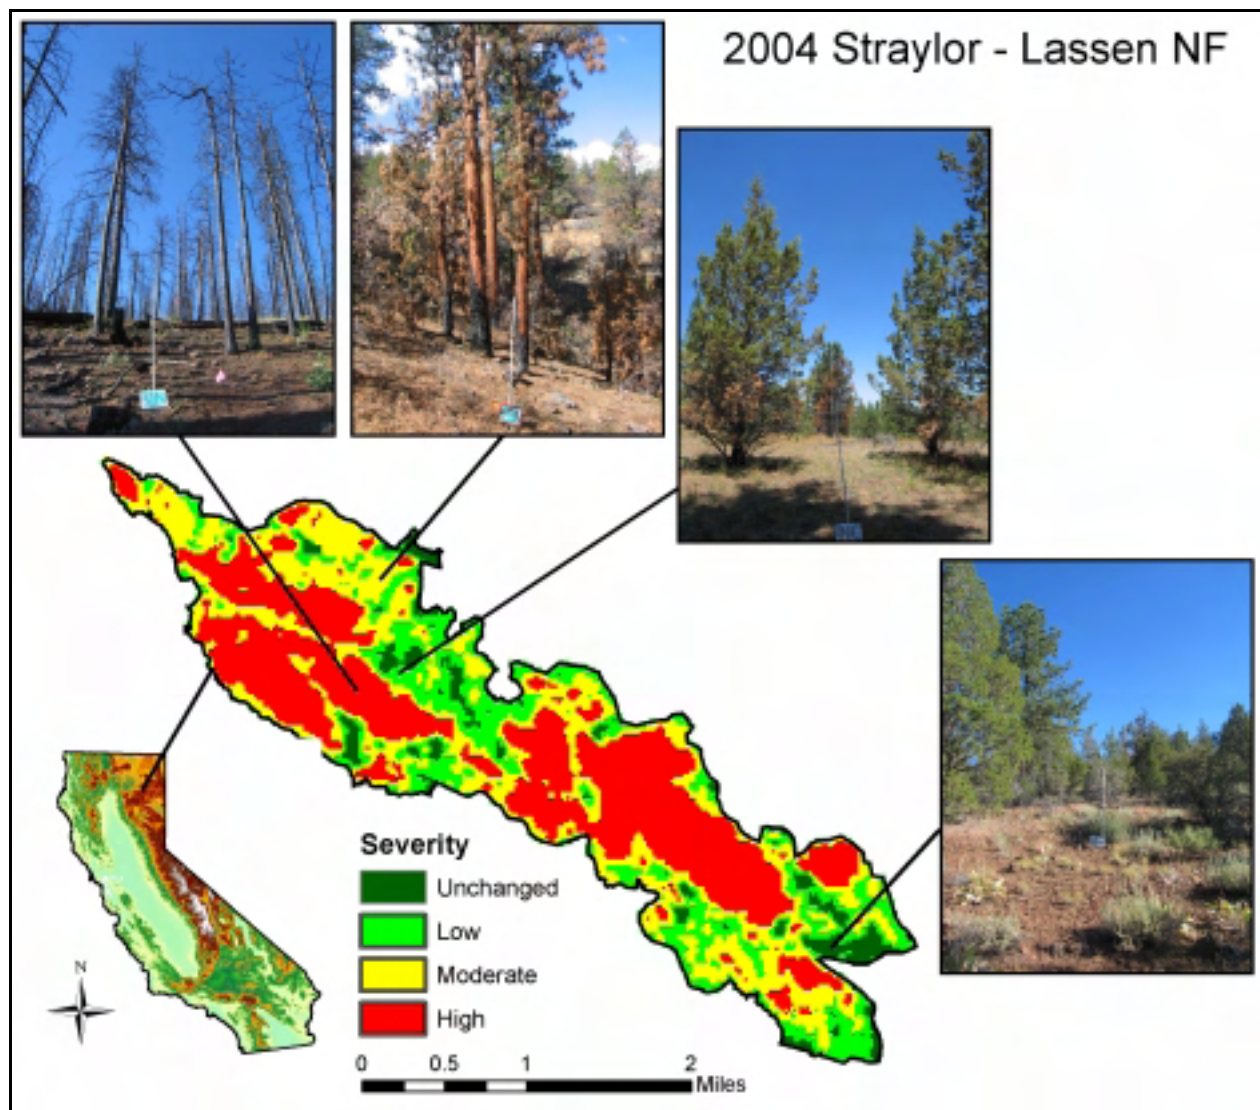 2004 Straylor - Lassen NF
Severity
Unchanged
Low
Moderate
High
N
0 0.5 1 2
Miles